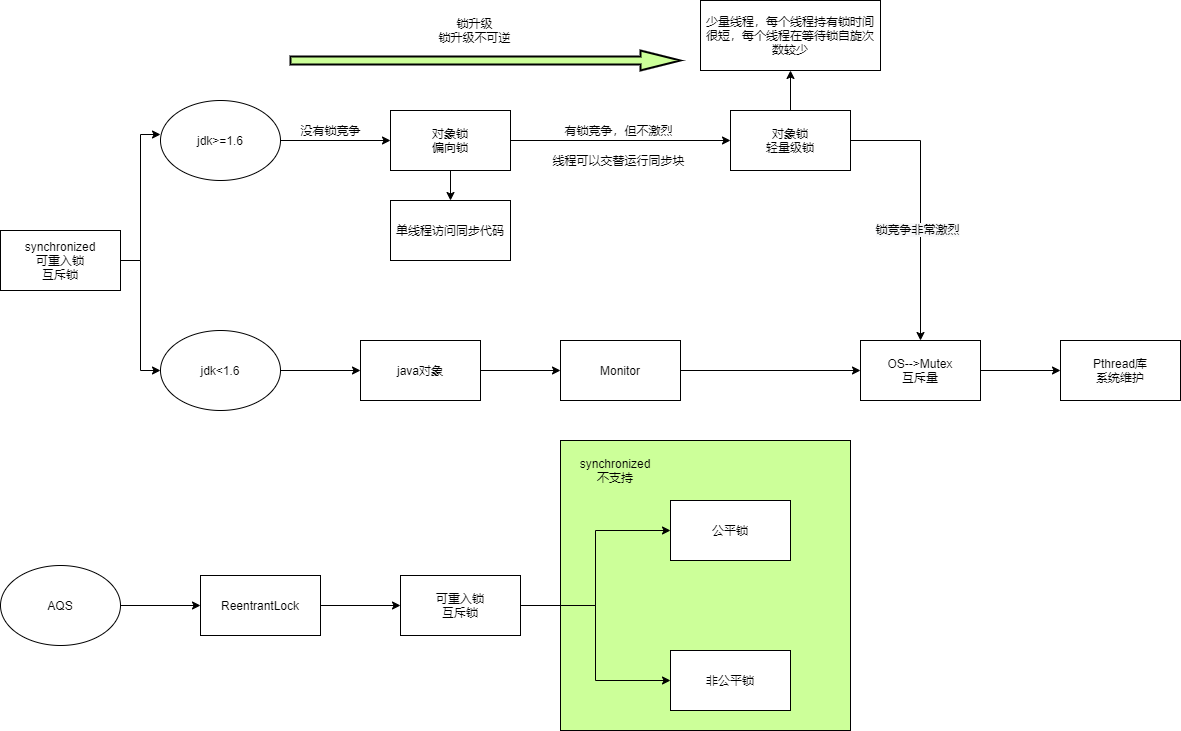 锁升级
锁升级不可逆
少量线程，每个线程持有锁时间
很短，每个线程在等待锁自旋次
数较少
jdk>=1.6
没有锁竞争
对象锁
偏向锁
有锁竞争，但不激烈
线程可以交替运行同步块
对象锁
轻量级锁
单线程访问同步代码
锁竞争非常激烈
synchronized
可重入锁
互斥锁
jdk<1.6
java对象
Monitor
OS-->Mutex
互斥量
Pthread库
系统维护
synchronized
不支持
公平锁
AQS
ReentrantLock
可重入锁
互斥锁
非公平锁